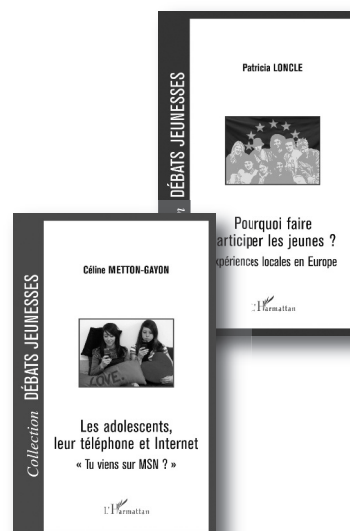 Patricia LONCLE
DÉBATS JEUNESSES
Pourquoi faire
articiper les jeunes ?
xpériences locales en Europe
L'Harmattan
Céline METTON-GAYON
Collection DÉBATS JEUNESSES
LOVE
Les adolescents,
leur téléphone et Internet
« Tu viens sur MSN ? »
L'Harmattan